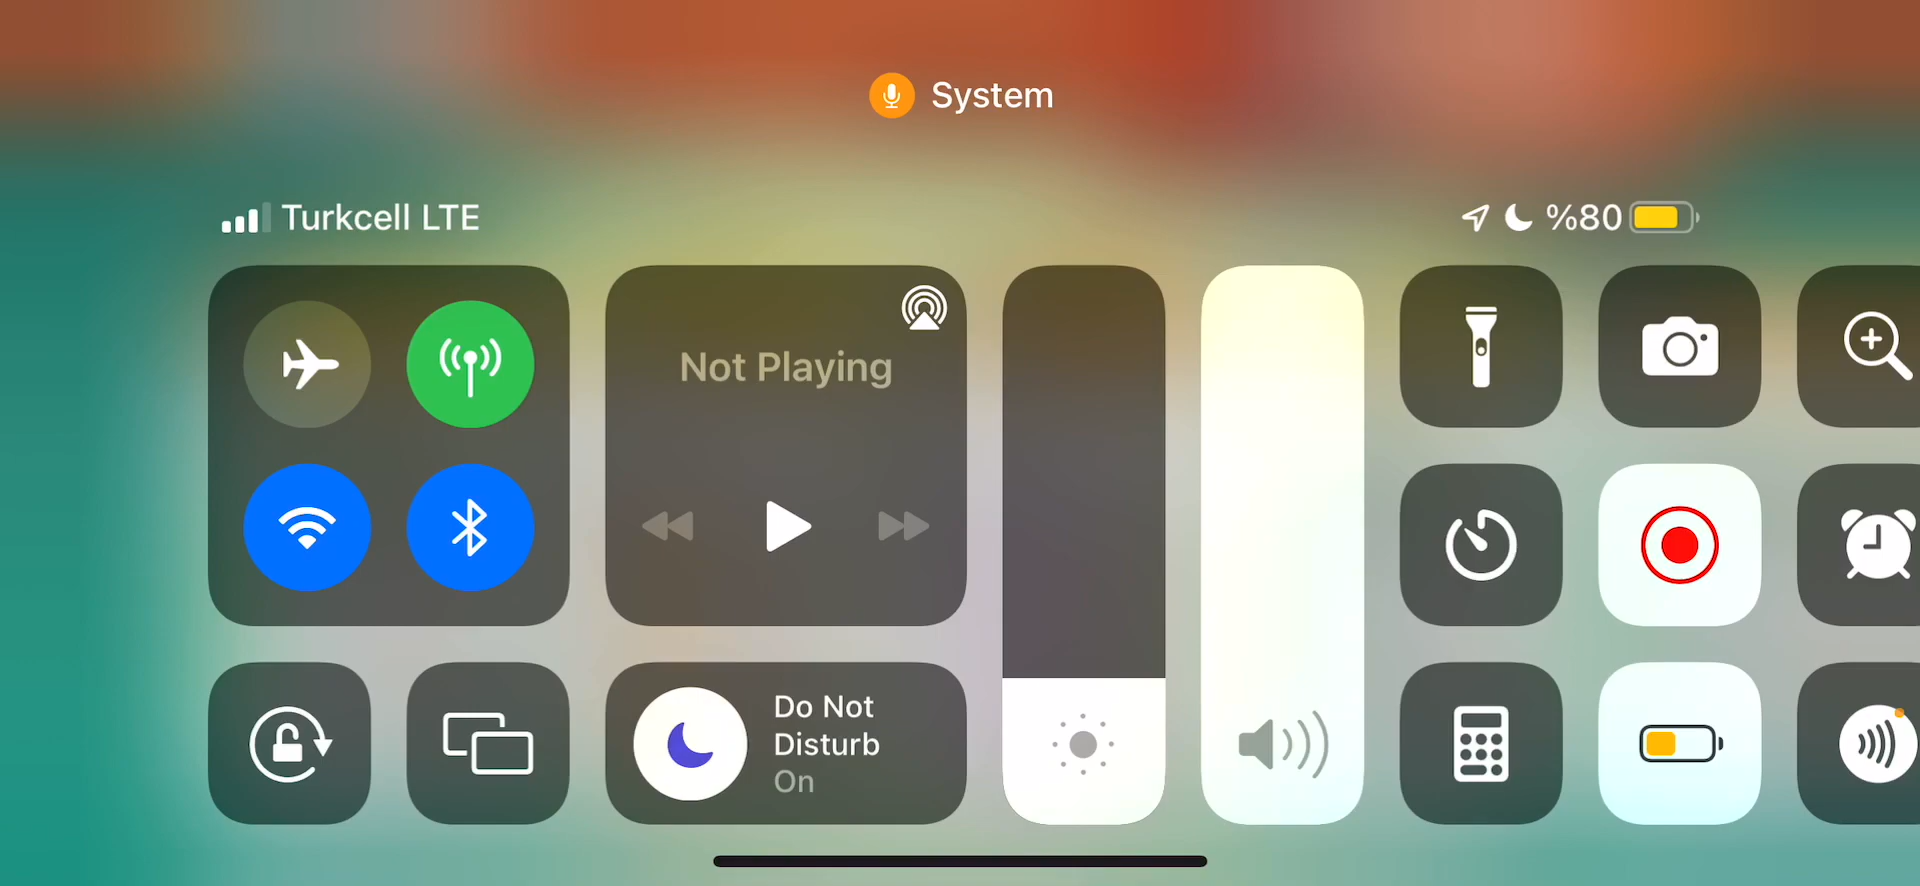 System
Turkcell LTE
%80
Not Playing
Do Not
Disturb
On